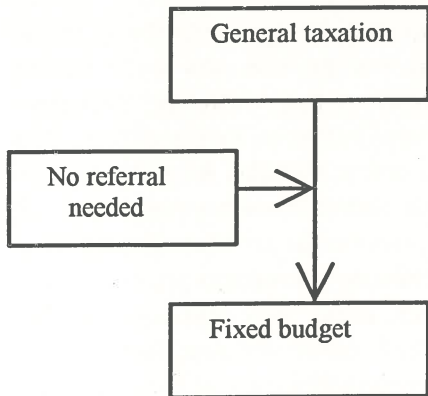 General taxation
No referral
needed
Fixed budget